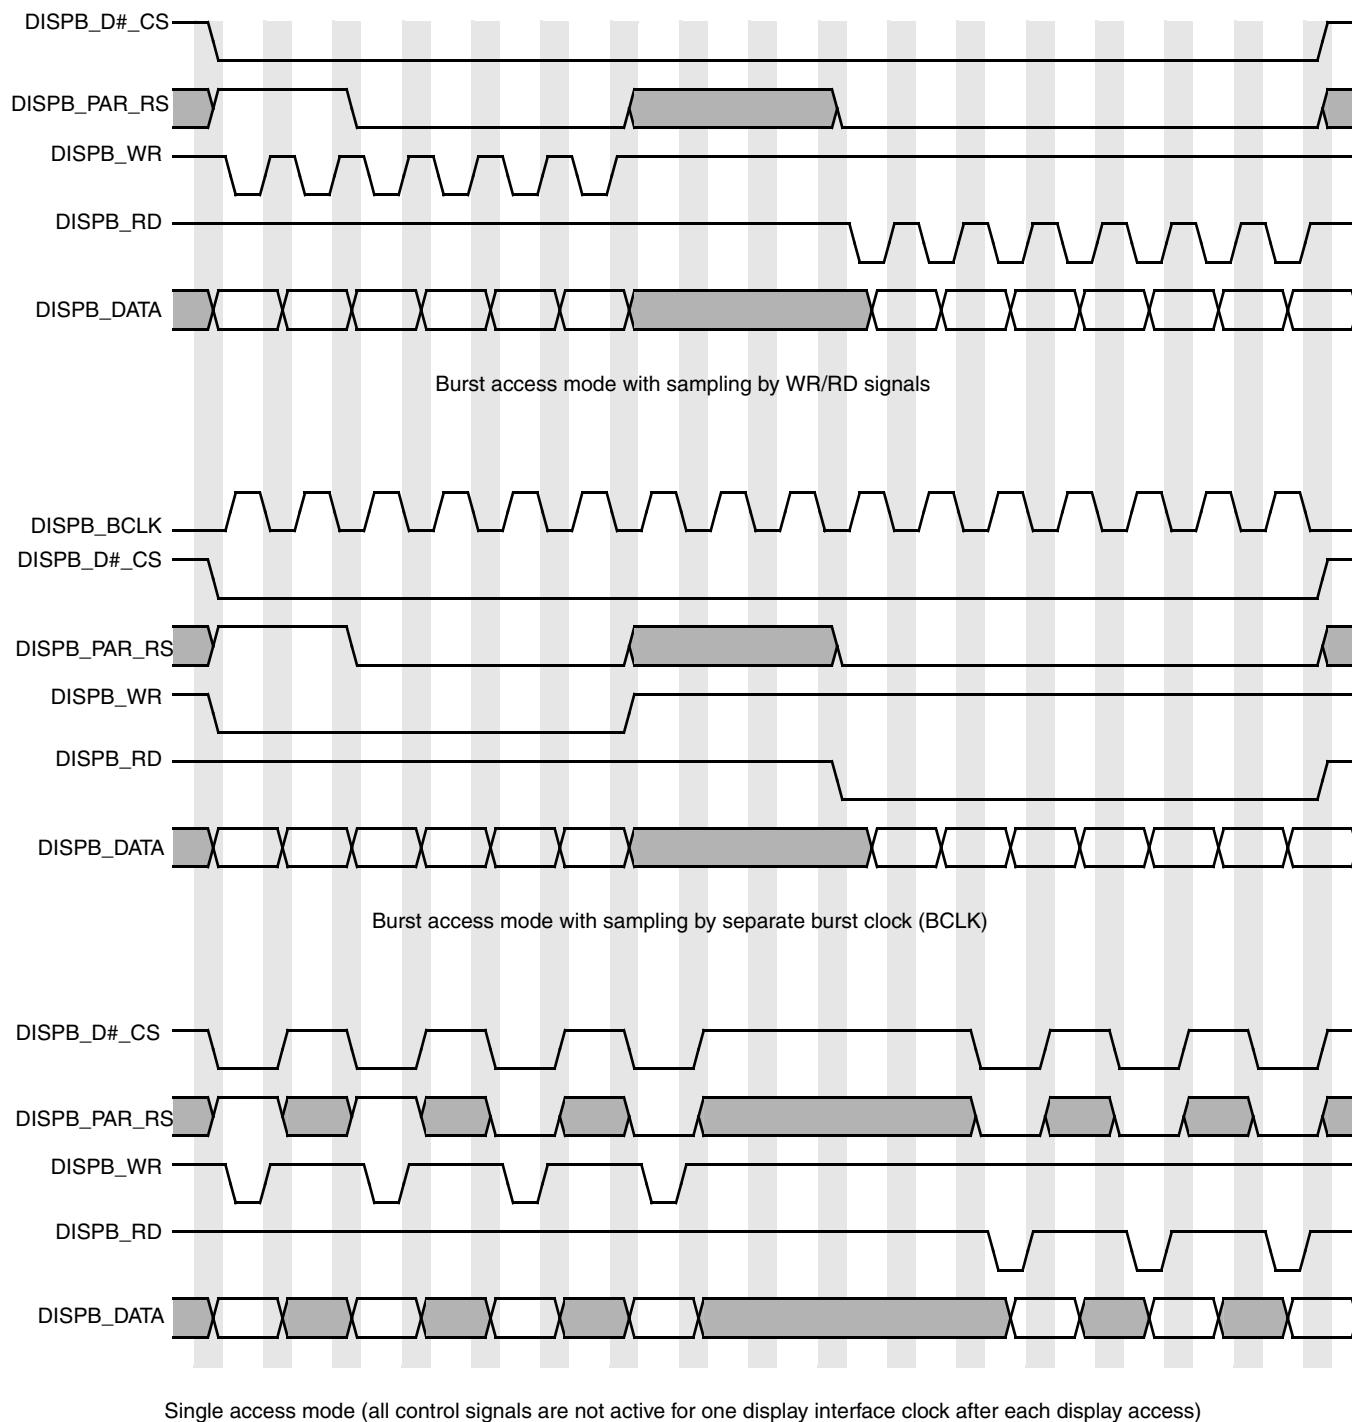 DISPB_D#_CS
DISPB_PAR_RS
DISPB_WR
DISPB_RD
DISPB_DATA
Burst access mode with sampling by WR/RD signals
DISPB_BCLK
DISPB_D#_CS
DISPB_PAR_RS
DISPB_WR
DISPB_RD
DISPB_DATA
Burst access mode with sampling by separate burst clock (BCLK)
DISPB_D#_CS
DISPB_PAR_RS
DISPB_WR
DISPB_RD
DISPB_DATA
Single access mode (all control signals are not active for one display interface clock after each display access)